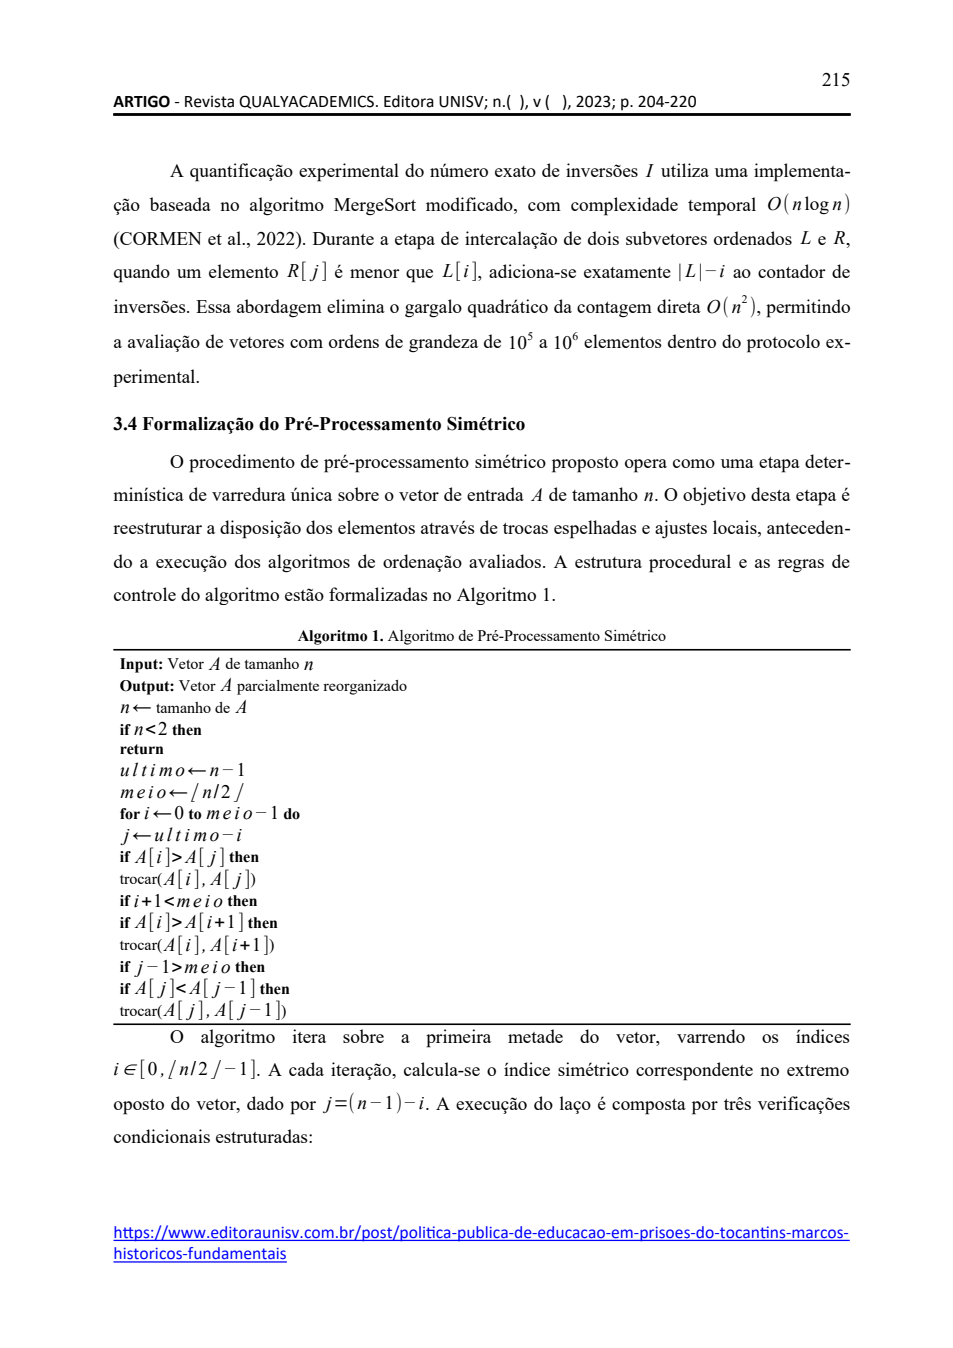 215
ARTIGO - Revista QUALYACADEMICS. Editora UNISV; n.( ), v ( ), 2023; p. 204-220
A quantificação experimental do número exato de inversões I utiliza uma implementa-
ção baseada no algoritmo MergeSort modificado, com complexidade temporal O(n log n)
(CORMEN et al., 2022). Durante a etapa de intercalação de dois subvetores ordenados L e R,
quando um elemento R[j] é menor que L[i], adiciona-se exatamente |L|−i ao contador de
inversões. Essa abordagem elimina o gargalo quadrático da contagem direta O(n²), permitindo
a avaliação de vetores com ordens de grandeza de 10⁵ a 10⁶ elementos dentro do protocolo ex-
perimental.
3.4 Formalização do Pré-Processamento Simétrico
O procedimento de pré-processamento simétrico proposto opera como uma etapa deter-
minística de varredura única sobre o vetor de entrada A de tamanho n. O objetivo desta etapa é
reestruturar a disposição dos elementos através de trocas espelhadas e ajustes locais, anteceden-
do a execução dos algoritmos de ordenação avaliados. A estrutura procedural e as regras de
controle do algoritmo estão formalizadas no Algoritmo 1.
Algoritmo 1. Algoritmo de Pré-Processamento Simétrico
Input: Vetor A de tamanho n
Output: Vetor A parcialmente reorganizado
n← tamanho de A
if n<2 then
return
ultimo←n−1
meio←⌊n/2⌋
for i←0 to meio−1 do
j←ultimo−i
if A[i]>A[j] then
trocar(A[i],A[j])
if i+1<meio then
if A[i]>A[i+1] then
trocar(A[i],A[i+1])
if j−1>meio then
if A[j]<A[j−1] then
trocar(A[j],A[j−1])
O algoritmo itera sobre a primeira metade do vetor, varrendo os índices
i∈[0,⌊n/2⌋−1]. A cada iteração, calcula-se o índice simétrico correspondente no extremo
oposto do vetor, dado por j=(n−1)−i. A execução do laço é composta por três verificações
condicionais estruturadas:
https://www.editoraunisv.com.br/post/politica-publica-de-educacao-em-prisoes-do-tocantins-marcos-
historicos-fundamentais